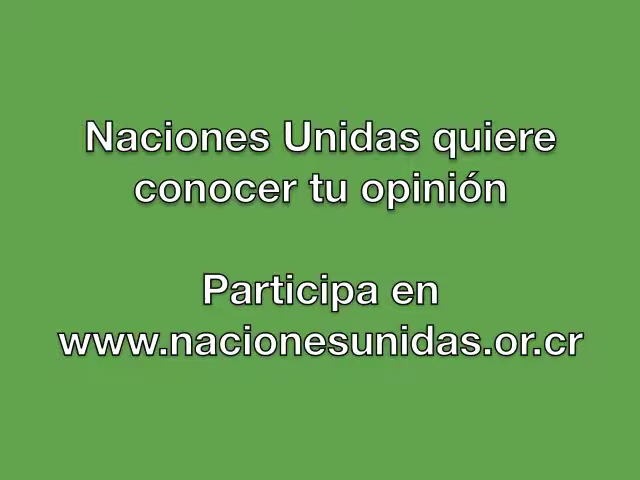 Naciones Unidas quiere
conocer tu opinión
Participa en
www.nacionesunidas.or.cr